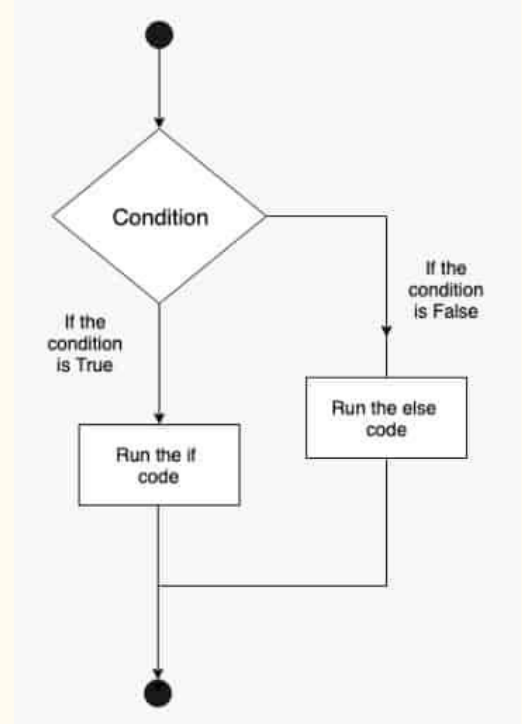 Condition
If the
condition
is False
If the
condition
is True
Run the else
code
Run the if
code